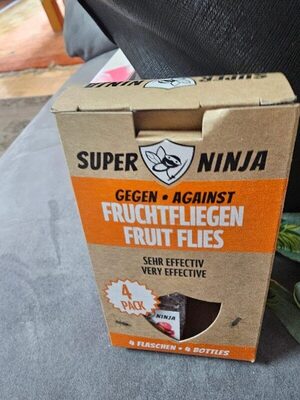 SUPER NINJA
SUPER NINJA
GEGEN • AGAINST
FRUCHTFLIEGEN
FRUIT FLIES
SEHR EFFECTIV
VERY EFFECTIVE
4
PACK
NINJA
4 FLASCHEN • 4 BOTTLES